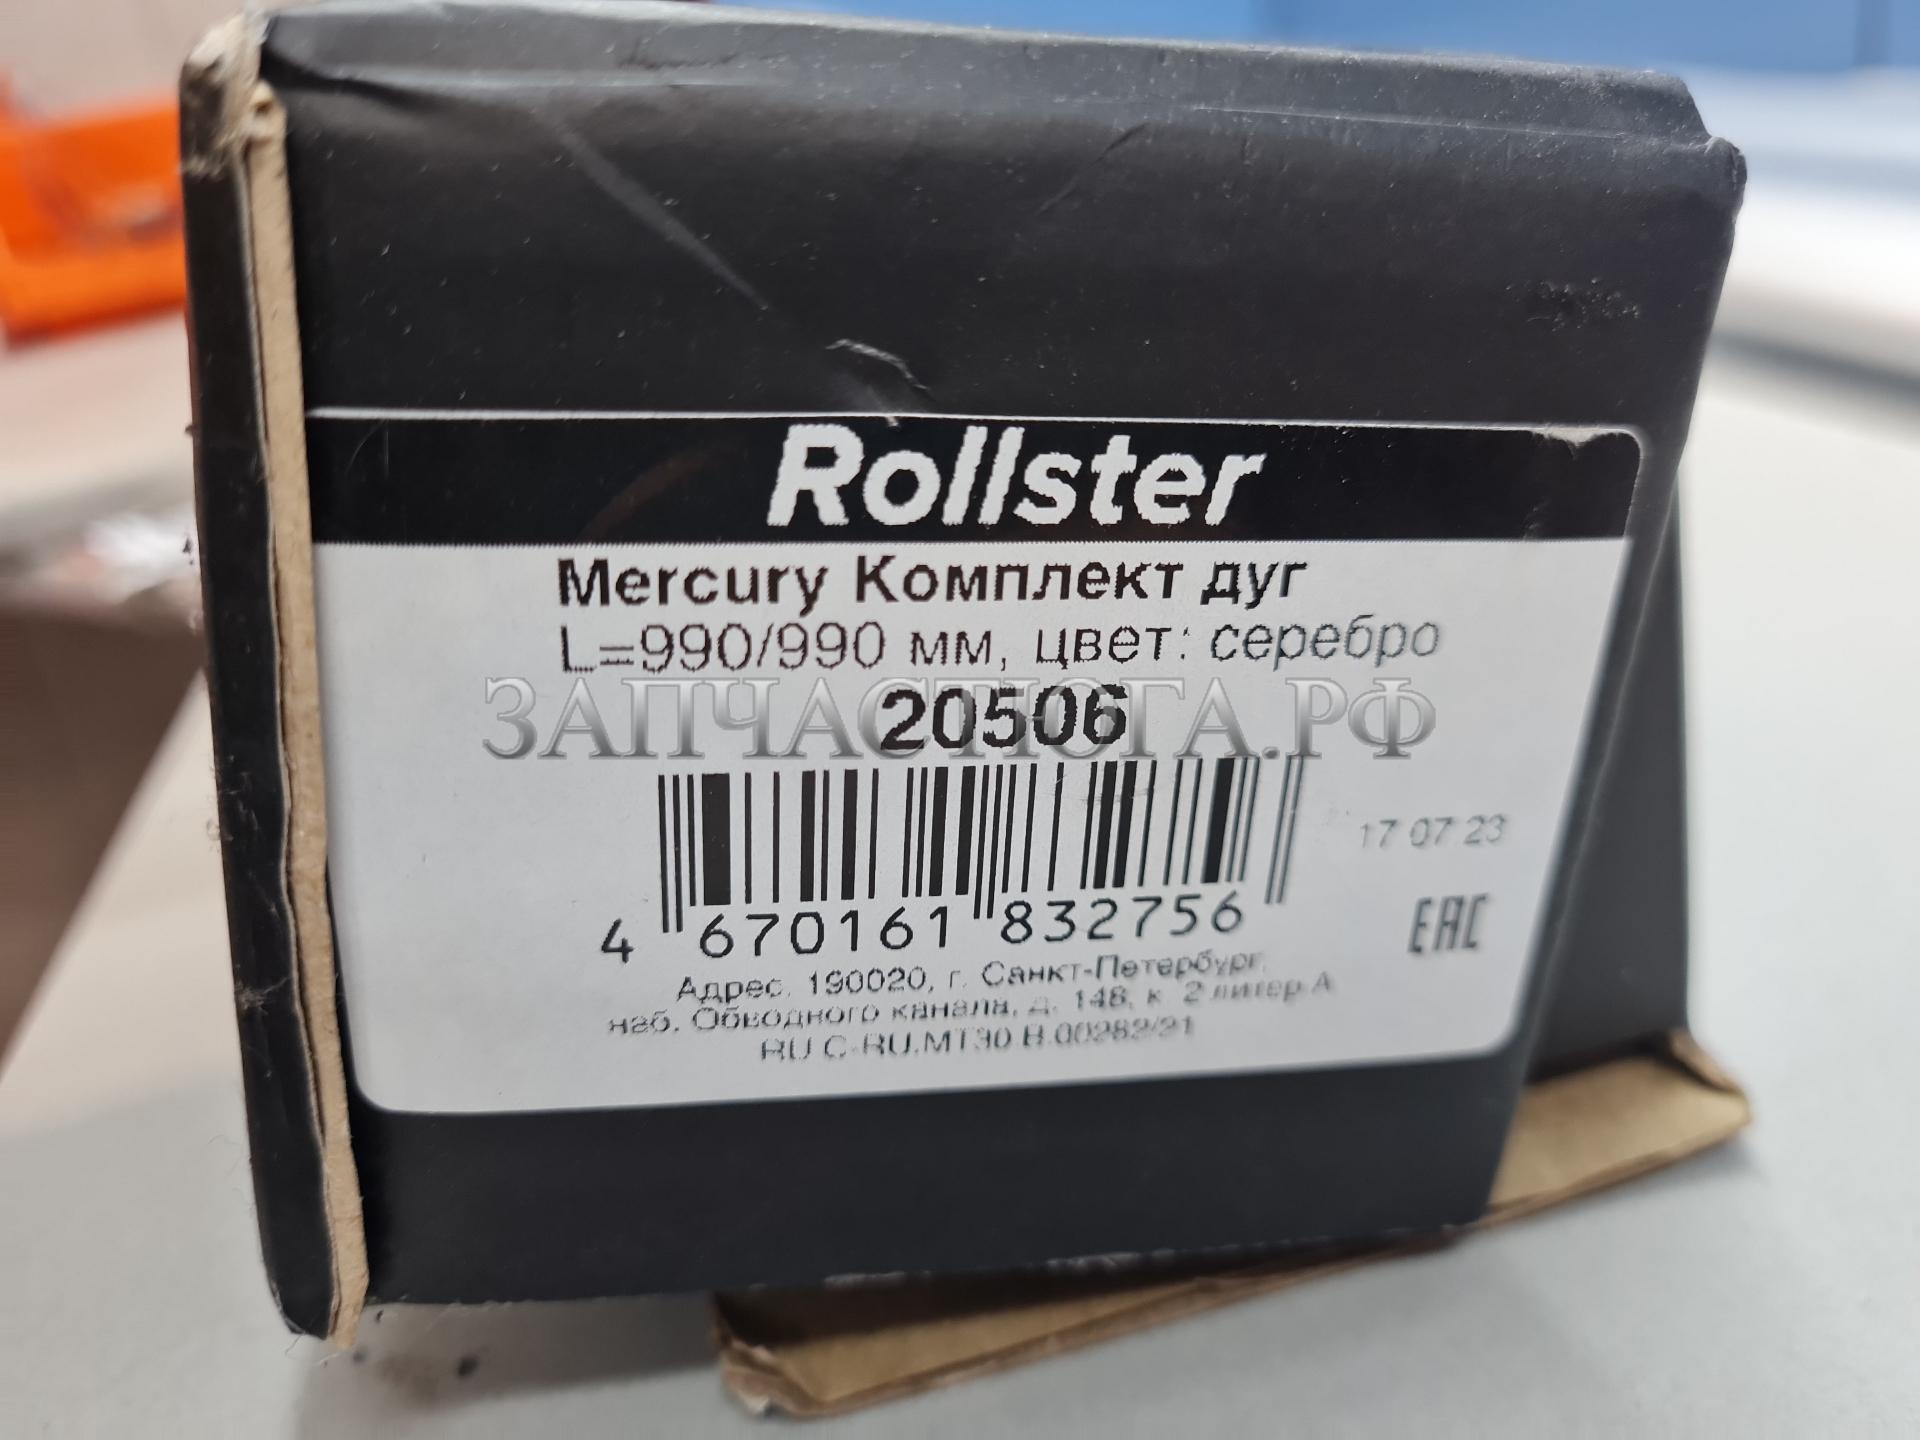 Rollster
Mercury Комплект дуг
L=990/990 мм, цвет: серебро
20506
ЗАПЧАСТЮГА.РФ
17 07 23
4 670161 832756
EAC
Адрес. 190020, г. Санкт-Петербург,
наб. Обводного канала, д. 148, к. 2 литер А
RU C-RU.MT30.B.00282/21